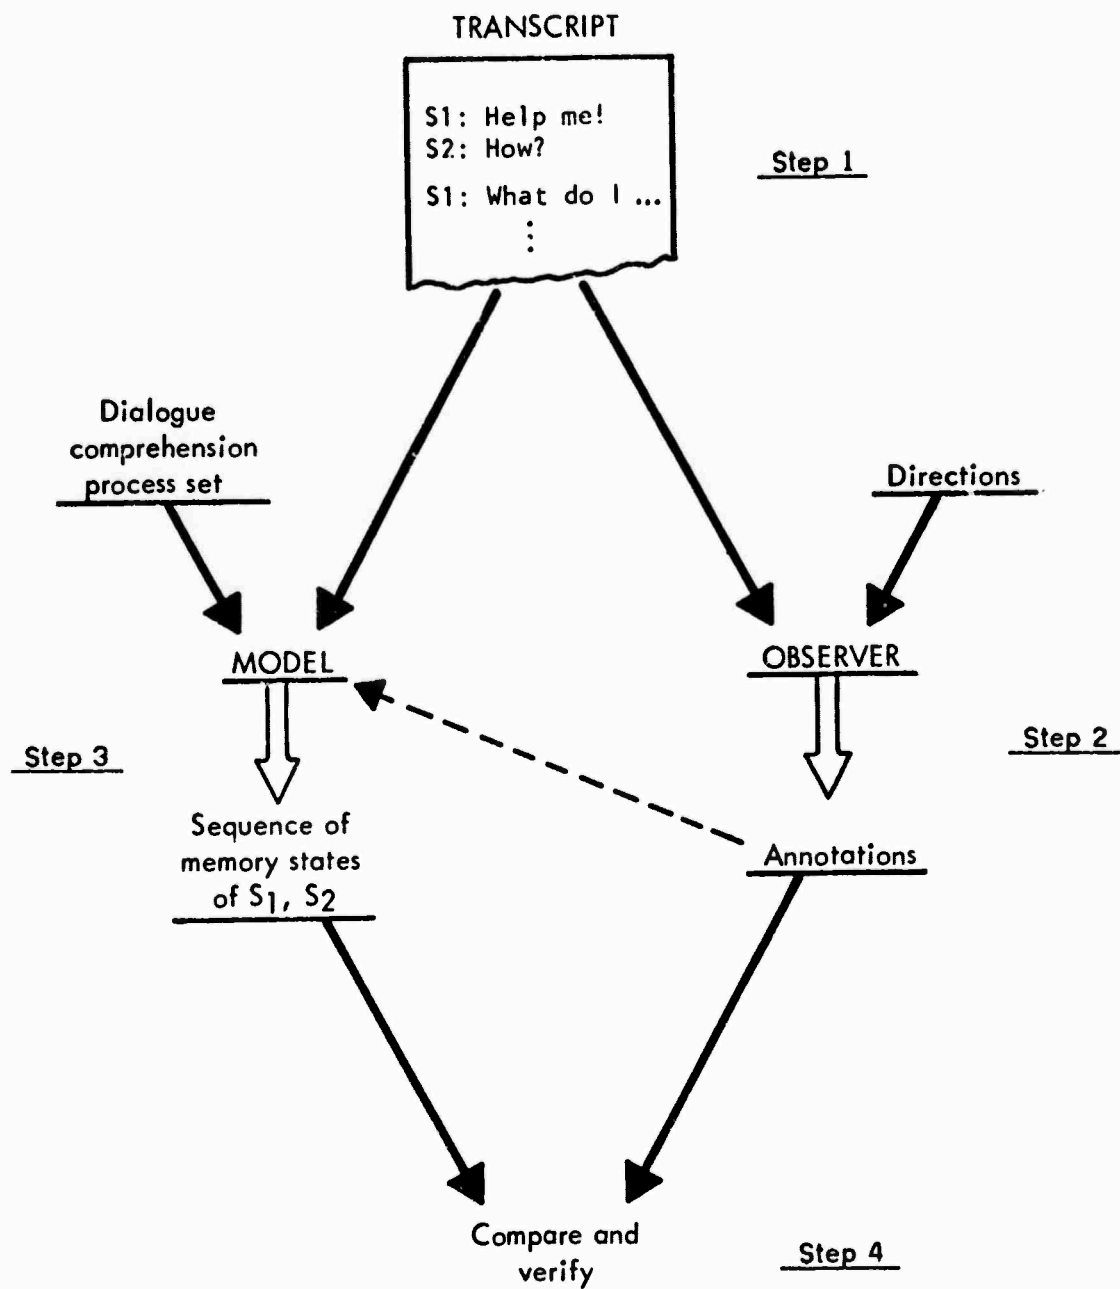 TRANSCRIPT
S1: Help me!
S2: How?
Step 1
S1: What do I ...
Dialogue
comprehension
process set
Directions
MODEL
OBSERVER
Step 3
Step 2
Sequence of
memory states
of S1, S2
Annotations
Compare and
verify
Step 4